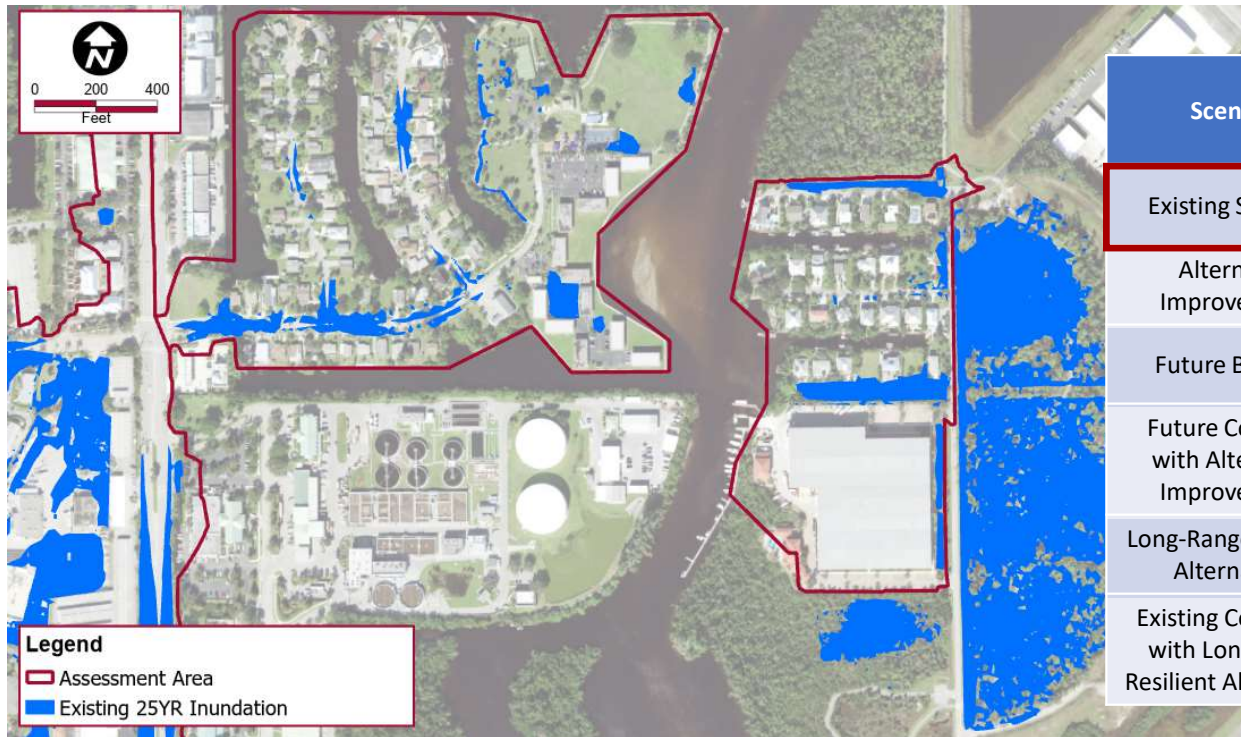 N
0 200 400
Feet
Legend
Assessment Area
Existing 25YR Inundation
Scen
Existing S
Altern
Improve
Future B
Future Co
with Alte
Improve
Long-Rang
Altern
Existing Co
with Lon
Resilient Al